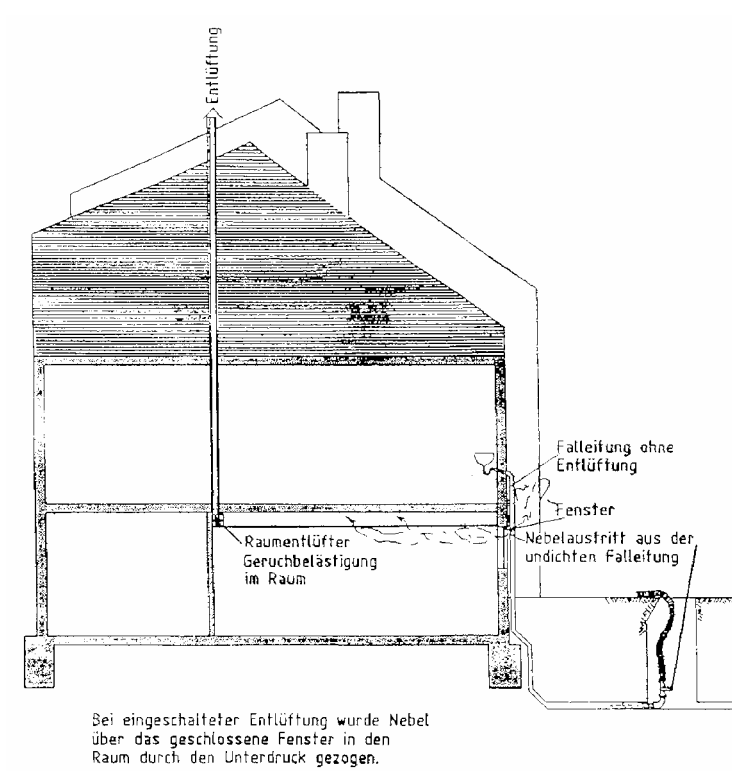 Entlüftung
Falleitung ohne
Entlüftung
Fenster
Nebelaustritt aus der
undichten Falleitung
Raumentlüfter
Geruchbelästigung
im Raum
Bei eingeschalteter Entlüftung wurde Nebel
über das geschlossene Fenster in den
Raum durch den Unterdruck gezogen.